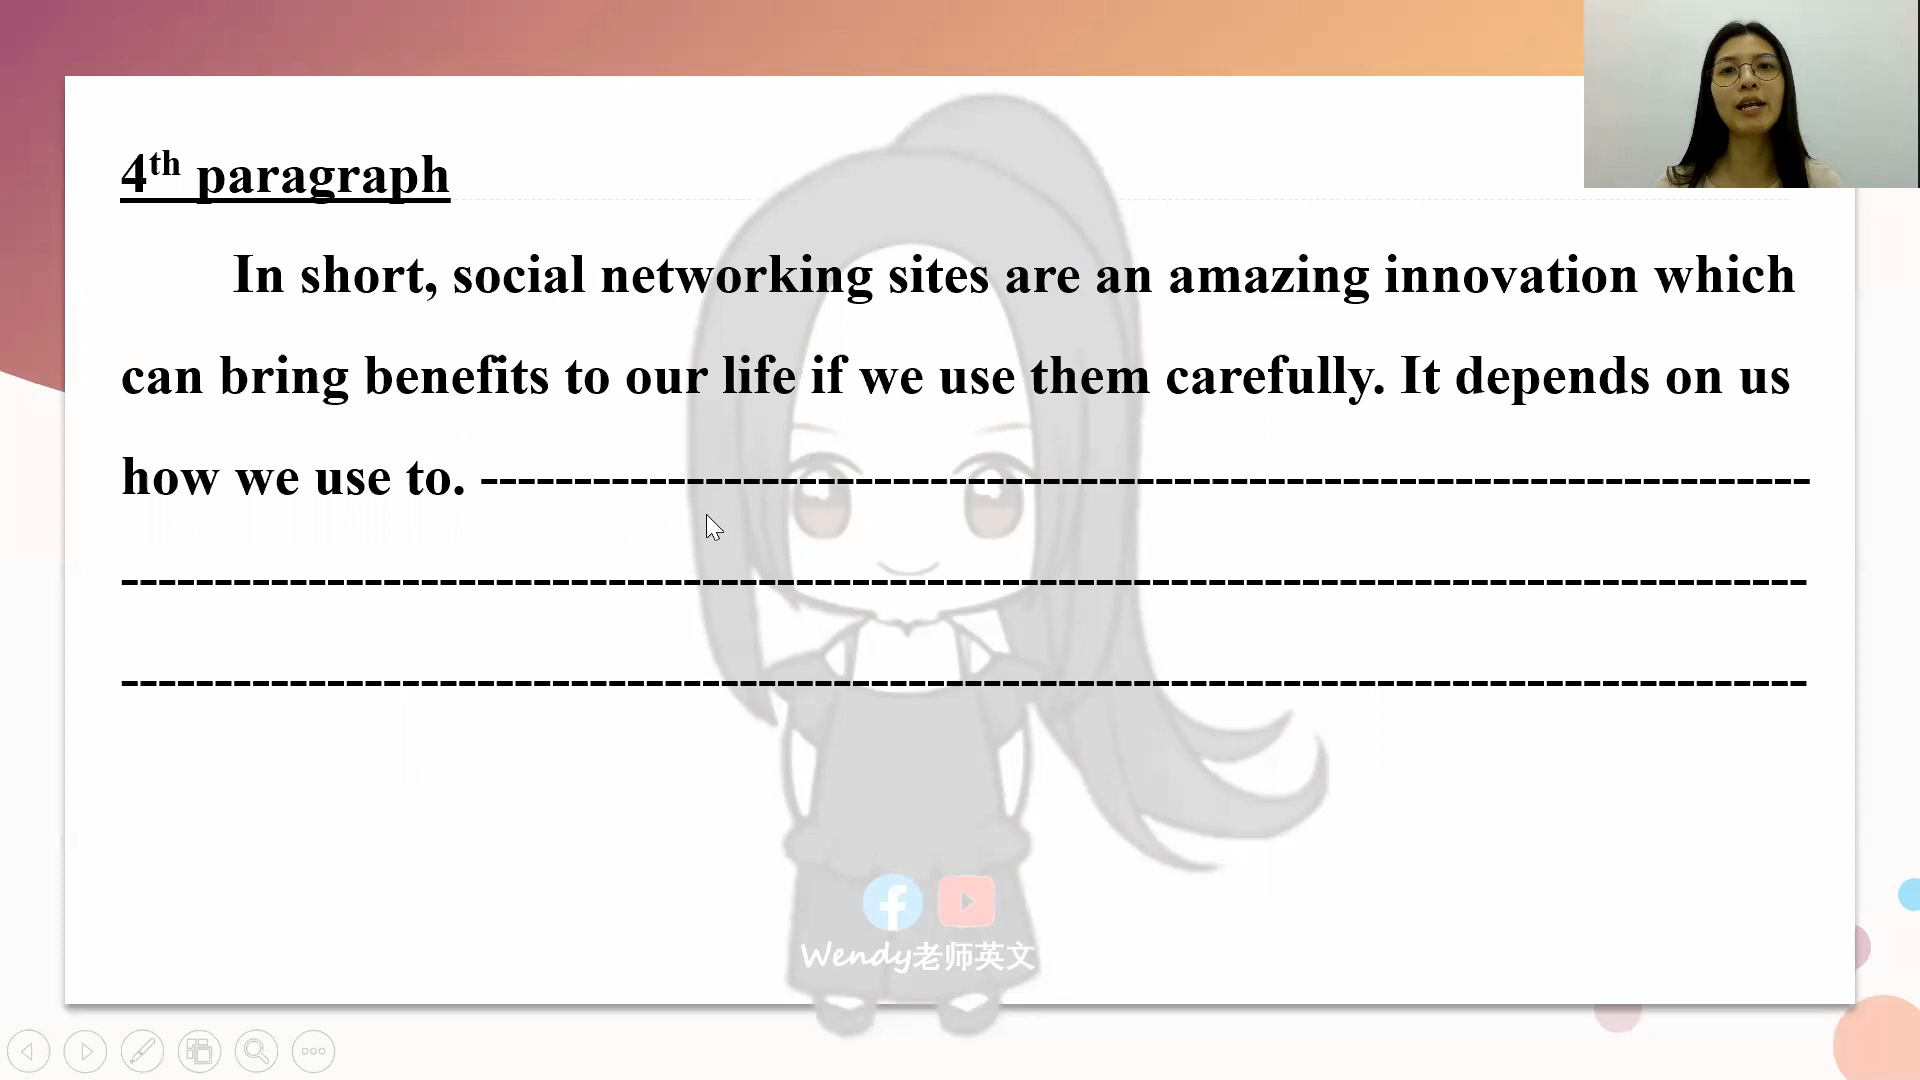 4th paragraph
In short, social networking sites are an amazing innovation which
can bring benefits to our life if we use them carefully. It depends on us
how we use to. -----------------------------------------------------------------------
------------------------------------------------------------------------------------------
------------------------------------------------------------------------------------------
Wendy老师英文